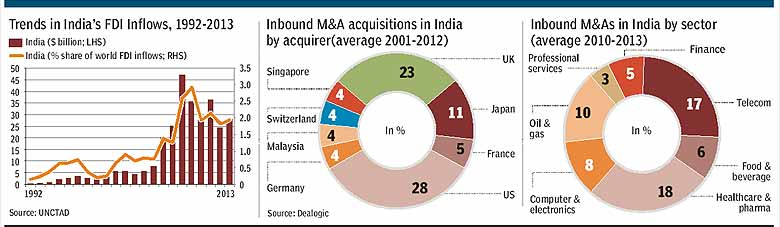 Trends in India's FDI Inflows, 1992-2013
India ($ billion; LHS)
India (% share of world FDI inflows; RHS)
50
45
40
35
30
25
20
15
10
5
0
3.5
3.0
2.5
2.0
1.5
1.0
0.5
0
1992
2013
Source: UNCTAD
Inbound M&A acquisitions in India
by acquirer(average 2001-2012)
UK
23
Singapore
4
Japan
11
Switzerland
4
Malaysia
4
France
5
Germany
4
US
28
In %
Source: Dealogic
Inbound M&As in India by sector
(average 2010-2013)
Finance
5
Professional
services
3
Telecom
17
Oil &
gas
10
In %
Food &
beverage
6
Computer &
electronics
8
Healthcare &
pharma
18